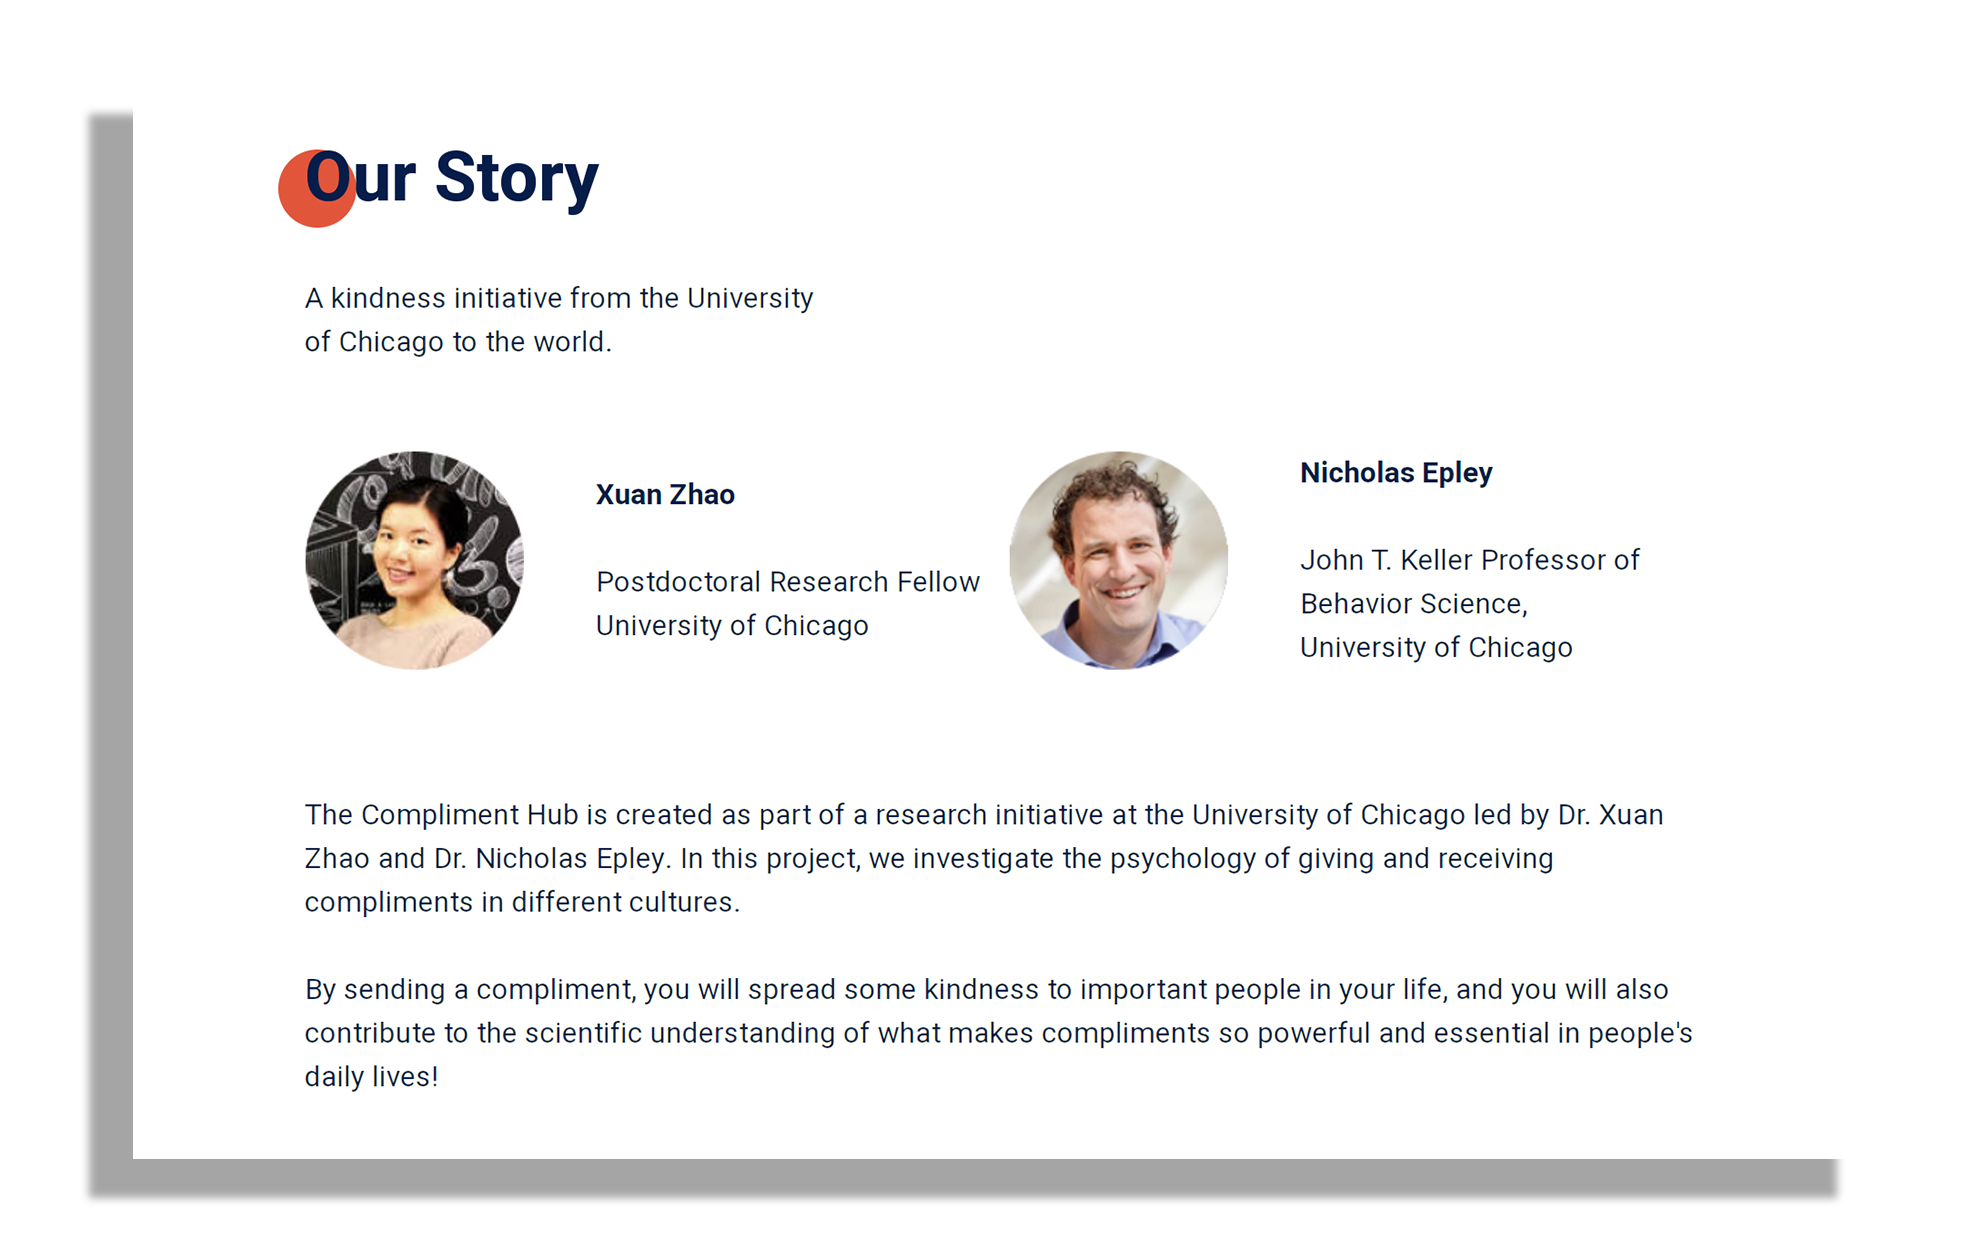 Our Story
A kindness initiative from the University
of Chicago to the world.
Xuan Zhao
Postdoctoral Research Fellow
University of Chicago
Nicholas Epley
John T. Keller Professor of
Behavior Science,
University of Chicago
The Compliment Hub is created as part of a research initiative at the University of Chicago led by Dr. Xuan
Zhao and Dr. Nicholas Epley. In this project, we investigate the psychology of giving and receiving
compliments in different cultures.
By sending a compliment, you will spread some kindness to important people in your life, and you will also
contribute to the scientific understanding of what makes compliments so powerful and essential in people's
daily lives!